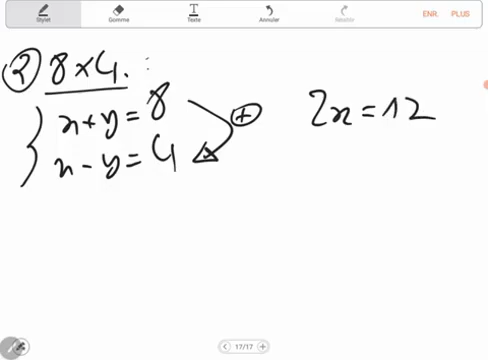 Stylet Gomme Texte Annuler Rétablir ENR. PLUS
② 8 × 4. :
x + y = 8 ⊕ 2x = 12
x - y = 4
17/17